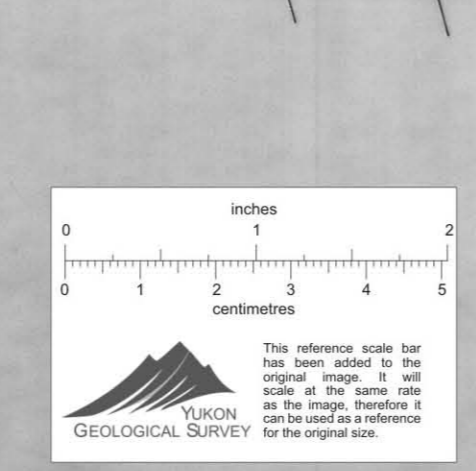 inches
0 1 2
0 1 2 3 4 5
centimetres
This reference scale bar
has been added to the
original image. It will
scale at the same rate
as the image, therefore it
can be used as a reference
for the original size.
YUKON
GEOLOGICAL SURVEY